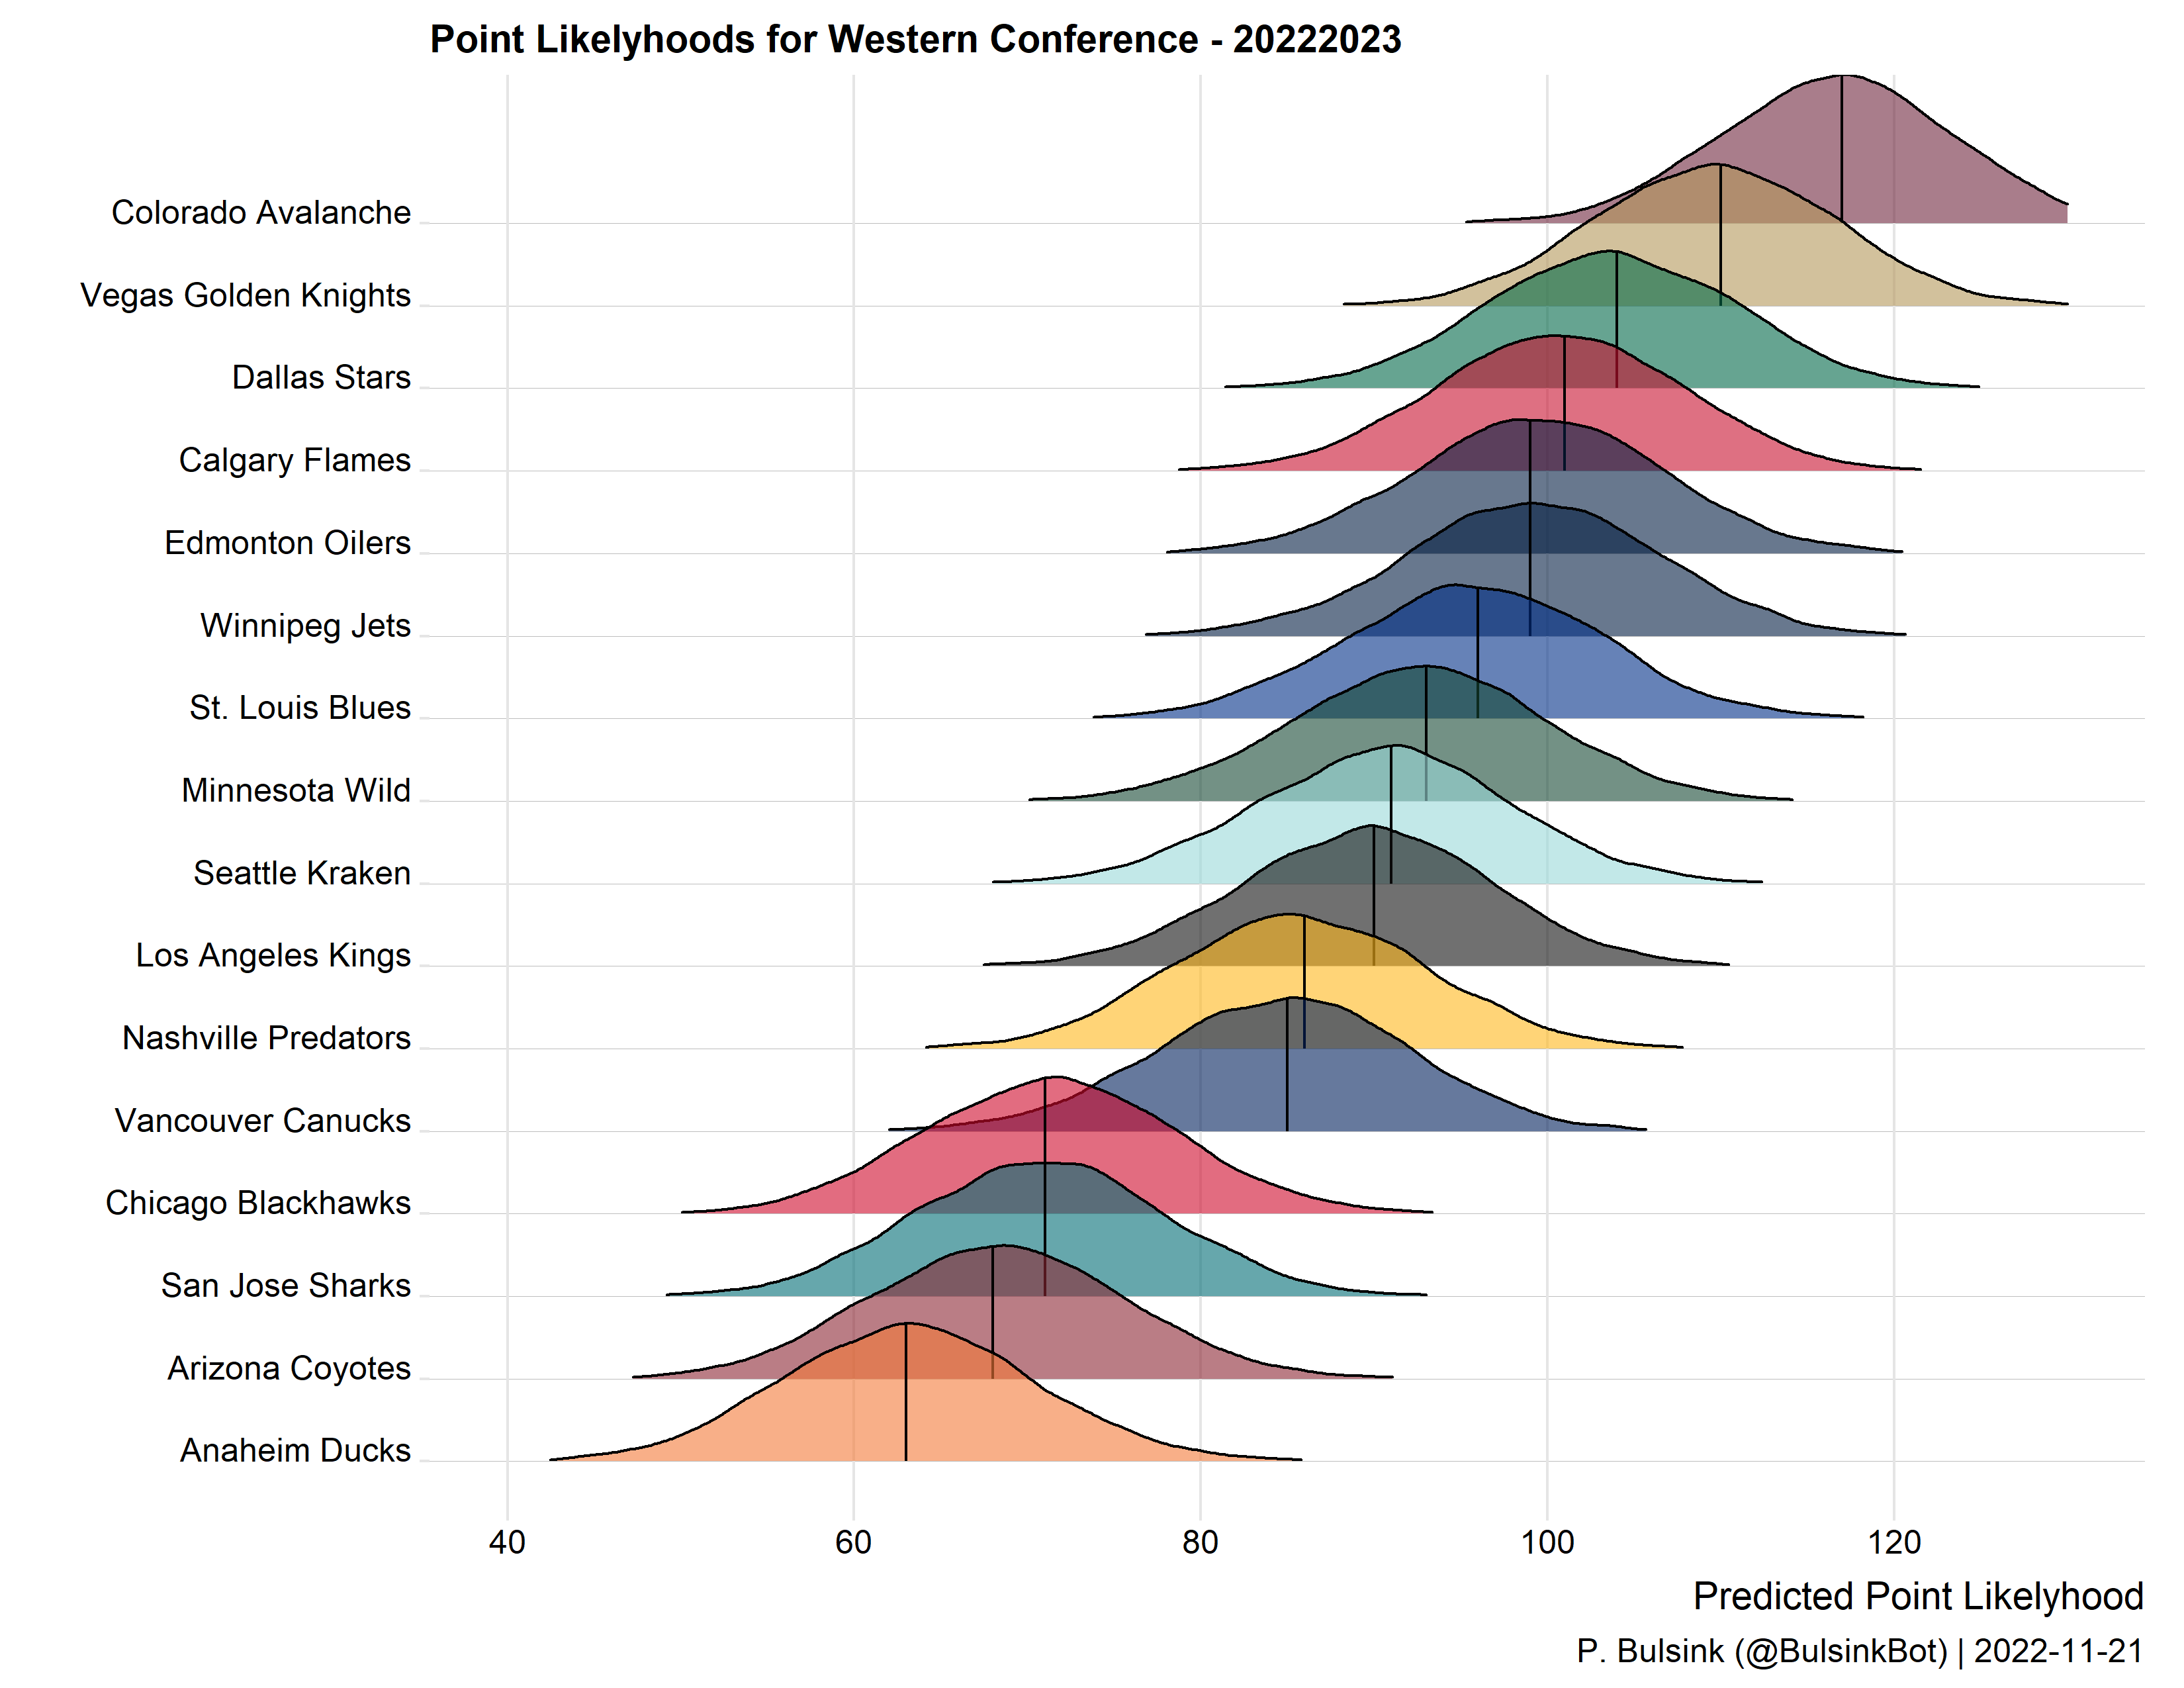 Point Likelyhoods for Western Conference - 20222023
Colorado Avalanche
Vegas Golden Knights
Dallas Stars
Calgary Flames
Edmonton Oilers
Winnipeg Jets
St. Louis Blues
Minnesota Wild
Seattle Kraken
Los Angeles Kings
Nashville Predators
Vancouver Canucks
Chicago Blackhawks
San Jose Sharks
Arizona Coyotes
Anaheim Ducks
40 60 80 100 120
Predicted Point Likelyhood
P. Bulsink (@BulsinkBot) | 2022-11-21